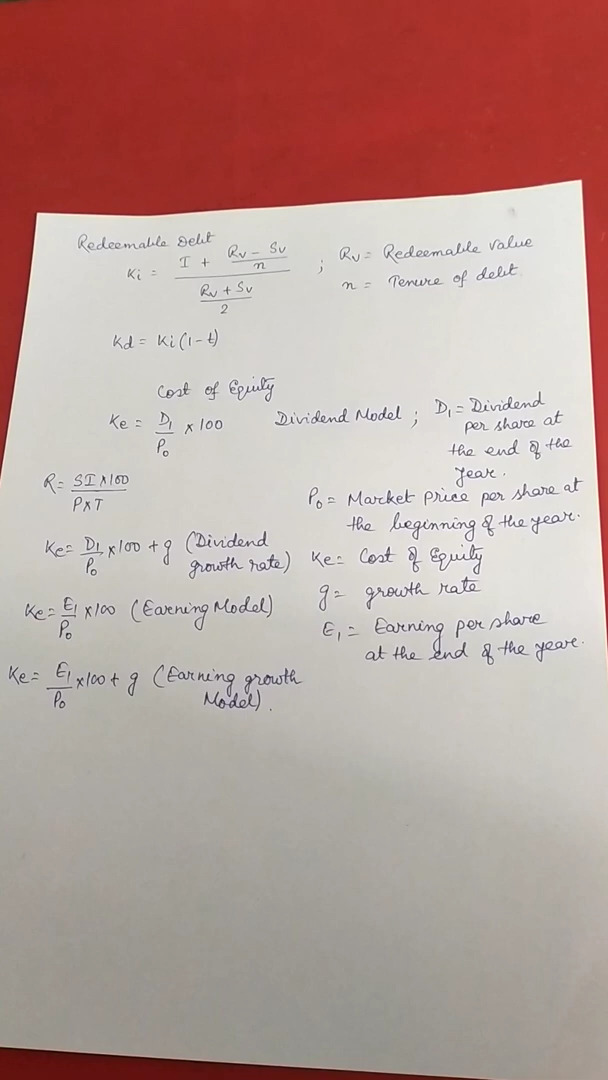 Redeemable Debt
Ki = (I + (Rv - Sv)/n) / ((Rv + Sv)/2) ; Rv = Redeemable value
n = Tenure of debt
Kd = Ki(1-t)
Cost of Equity
Ke = D1/P0 x 100 Dividend Model ; D1 = Dividend
per share at
the end of the
year.
R = SI x 100 / P x T
P0 = Market price per share at
the beginning of the year.
Ke = D1/P0 x 100 + g (Dividend
growth rate)
Ke = Cost of Equity
g = growth rate
Ke = E1/P0 x 100 (Earning Model)
E1 = Earning per share
at the end of the year.
Ke = E1/P0 x 100 + g (Earning growth
Model).